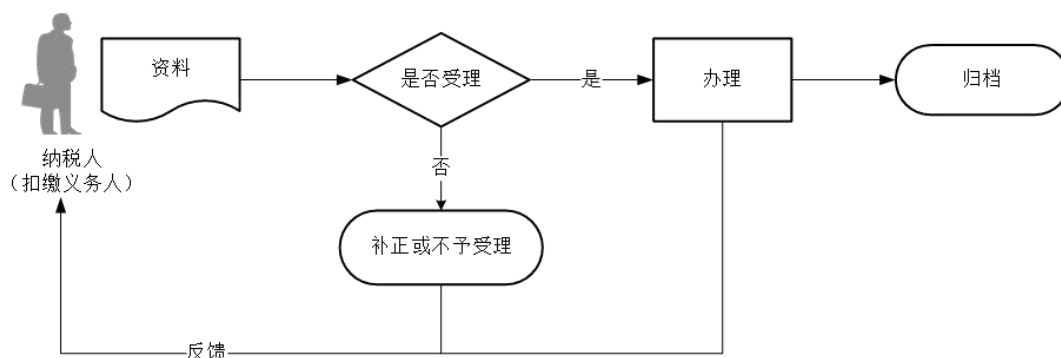 资料
是否受理
是
办理
归档
纳税人
（扣缴义务人）
否
补正或不予受理
反馈